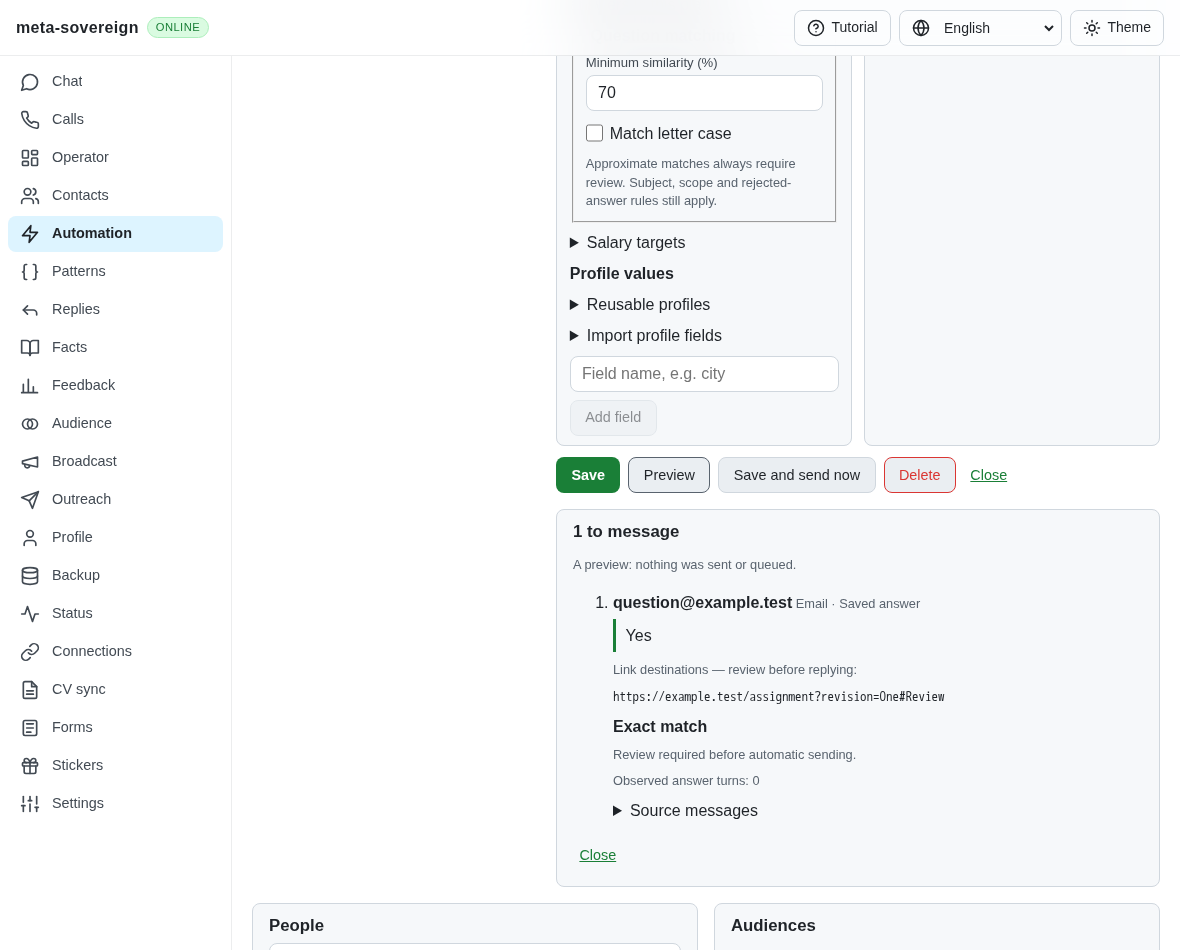 meta-sovereign ONLINE Tutorial English Theme
Chat
Calls
Operator
Contacts
Automation
Patterns
Replies
Facts
Feedback
Audience
Broadcast
Outreach
Profile
Backup
Status
Connections
CV sync
Forms
Stickers
Settings
Minimum similarity (%)
70
Match letter case
Approximate matches always require
review. Subject, scope and rejected-
answer rules still apply.
Salary targets
Profile values
Reusable profiles
Import profile fields
Field name, e.g. city
Add field
Save Preview Save and send now Delete Close
1 to message
A preview: nothing was sent or queued.
1. question@example.test Email · Saved answer
Yes
Link destinations — review before replying:
https://example.test/assignment?revision=One#Review
Exact match
Review required before automatic sending.
Observed answer turns: 0
Source messages
Close
People
Audiences